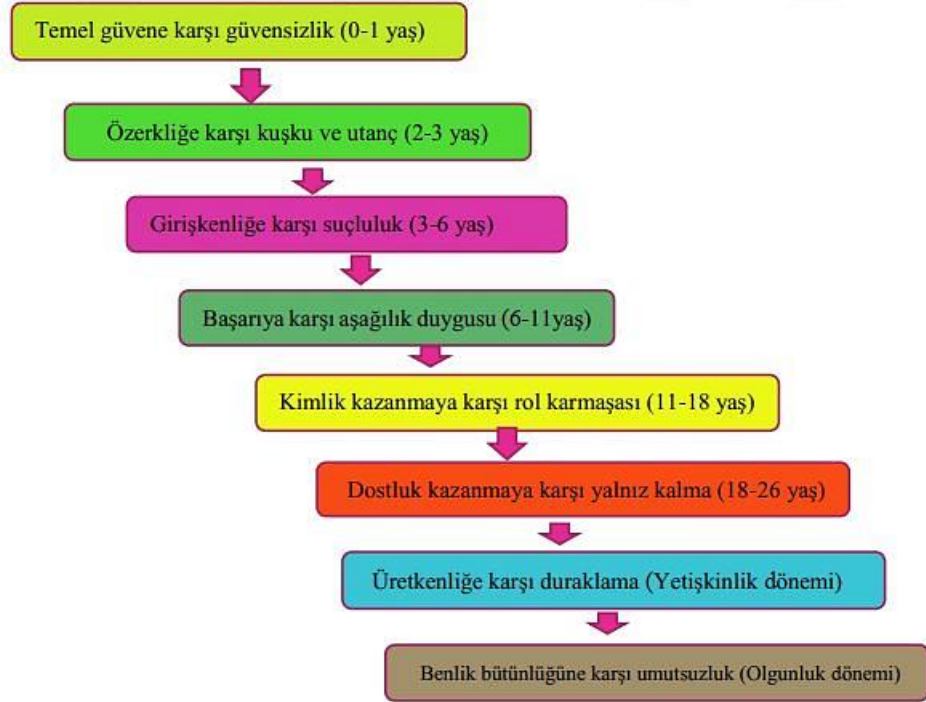 Temel güvene karşı güvensizlik (0-1 yaş)
Özerkliğe karşı kuşku ve utanç (2-3 yaş)
Girişkenliğe karşı suçluluk (3-6 yaş)
Başarıya karşı aşağılık duygusu (6-11yaş)
Kimlik kazanmaya karşı rol karmaşası (11-18 yaş)
Dostluk kazanmaya karşı yalnız kalma (18-26 yaş)
Üretkenliğe karşı duraklama (Yetişkinlik dönemi)
Benlik bütünlüğüne karşı umutsuzluk (Olgunluk dönemi)